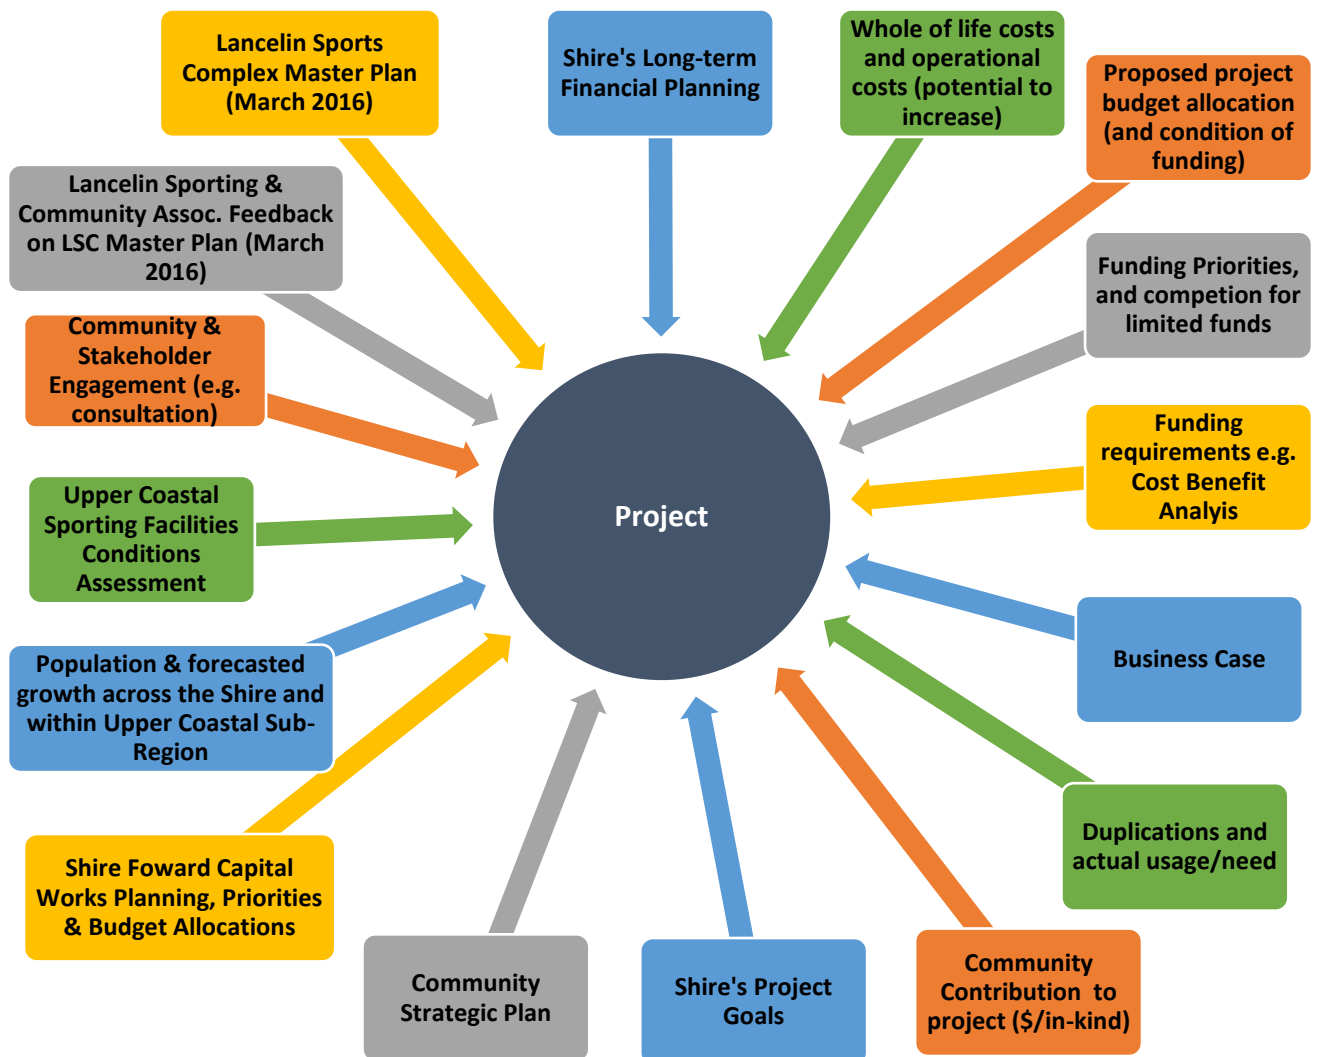 Lancelin Sports
Complex Master Plan
(March 2016)
Shire's Long-term
Financial Planning
Whole of life costs
and operational
costs (potential to
increase)
Proposed project
budget allocation
(and condition of
funding)
Lancelin Sporting &
Community Assoc. Feedback
on LSC Master Plan (March
2016)
Funding Priorities,
and competion for
limited funds
Community &
Stakeholder
Engagement (e.g.
consultation)
Funding
requirements e.g.
Cost Benefit
Analyis
Upper Coastal
Sporting Facilities
Conditions
Assessment
Project
Business Case
Population & forecasted
growth across the Shire and
within Upper Coastal Sub-
Region
Duplications and
actual usage/need
Shire Foward Capital
Works Planning, Priorities
& Budget Allocations
Community
Strategic Plan
Shire's Project
Goals
Community
Contribution to
project ($/in-kind)